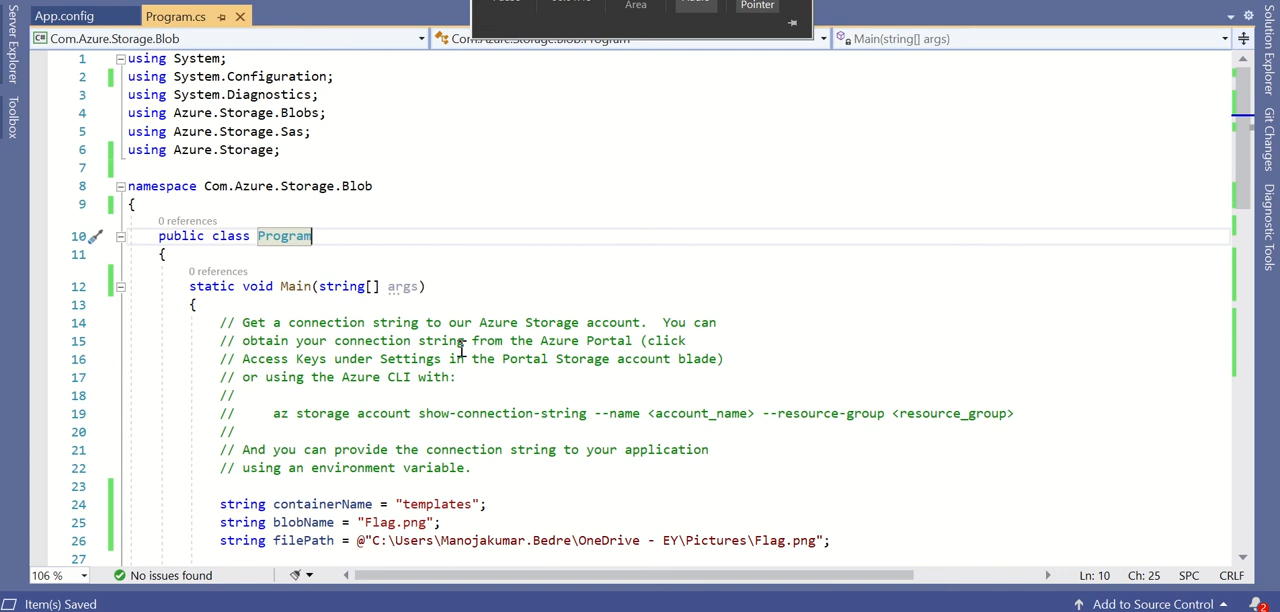 App.config
Program.cs
Area
Pointer
Com.Azure.Storage.Blob
Main(string[] args)
Server Explorer
Toolbox
Solution Explorer
Git Changes
Diagnostic Tools
1 using System;
2 using System.Configuration;
3 using System.Diagnostics;
4 using Azure.Storage.Blobs;
5 using Azure.Storage.Sas;
6 using Azure.Storage;
7
8 namespace Com.Azure.Storage.Blob
9 {
0 references
10 public class Program
11 {
0 references
12 static void Main(string[] args)
13 {
14 // Get a connection string to our Azure Storage account.  You can
15 // obtain your connection string from the Azure Portal (click
16 // Access Keys under Settings in the Portal Storage account blade)
17 // or using the Azure CLI with:
18 //
19 //     az storage account show-connection-string --name <account_name> --resource-group <resource_group>
20 //
21 // And you can provide the connection string to your application
22 // using an environment variable.
23
24 string containerName = "templates";
25 string blobName = "Flag.png";
26 string filePath = @"C:\Users\Manojakumar.Bedre\OneDrive - EY\Pictures\Flag.png";
27
106 %
No issues found
Ln: 10
Ch: 25
SPC
CRLF
Item(s) Saved
Add to Source Control
2